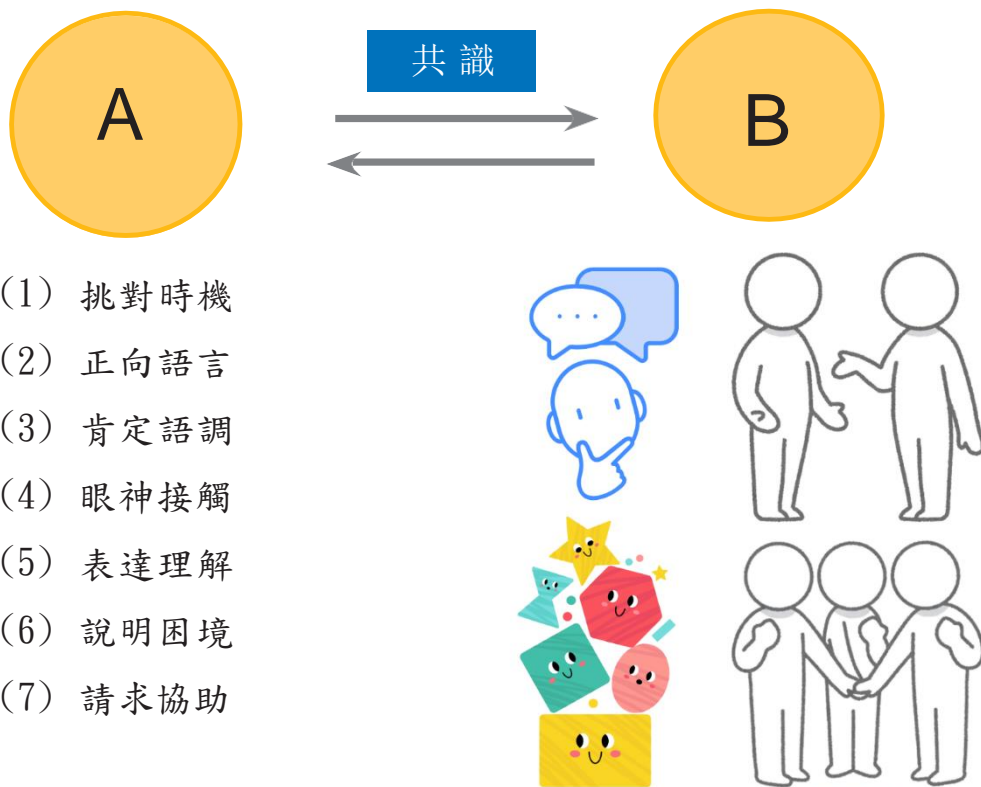 共識
A
B
(1) 挑對時機
(2) 正向語言
(3) 肯定語調
(4) 眼神接觸
(5) 表達理解
(6) 說明困境
(7) 請求協助